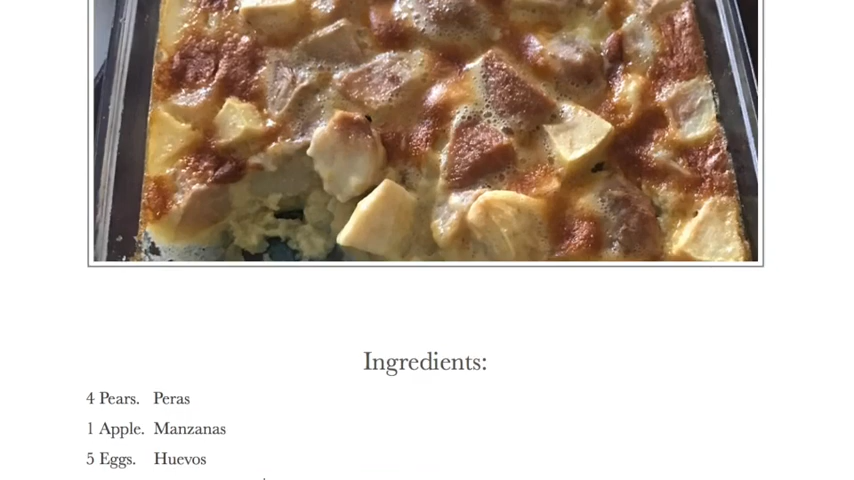 Ingredients:
4 Pears. Peras
1 Apple. Manzanas
5 Eggs. Huevos